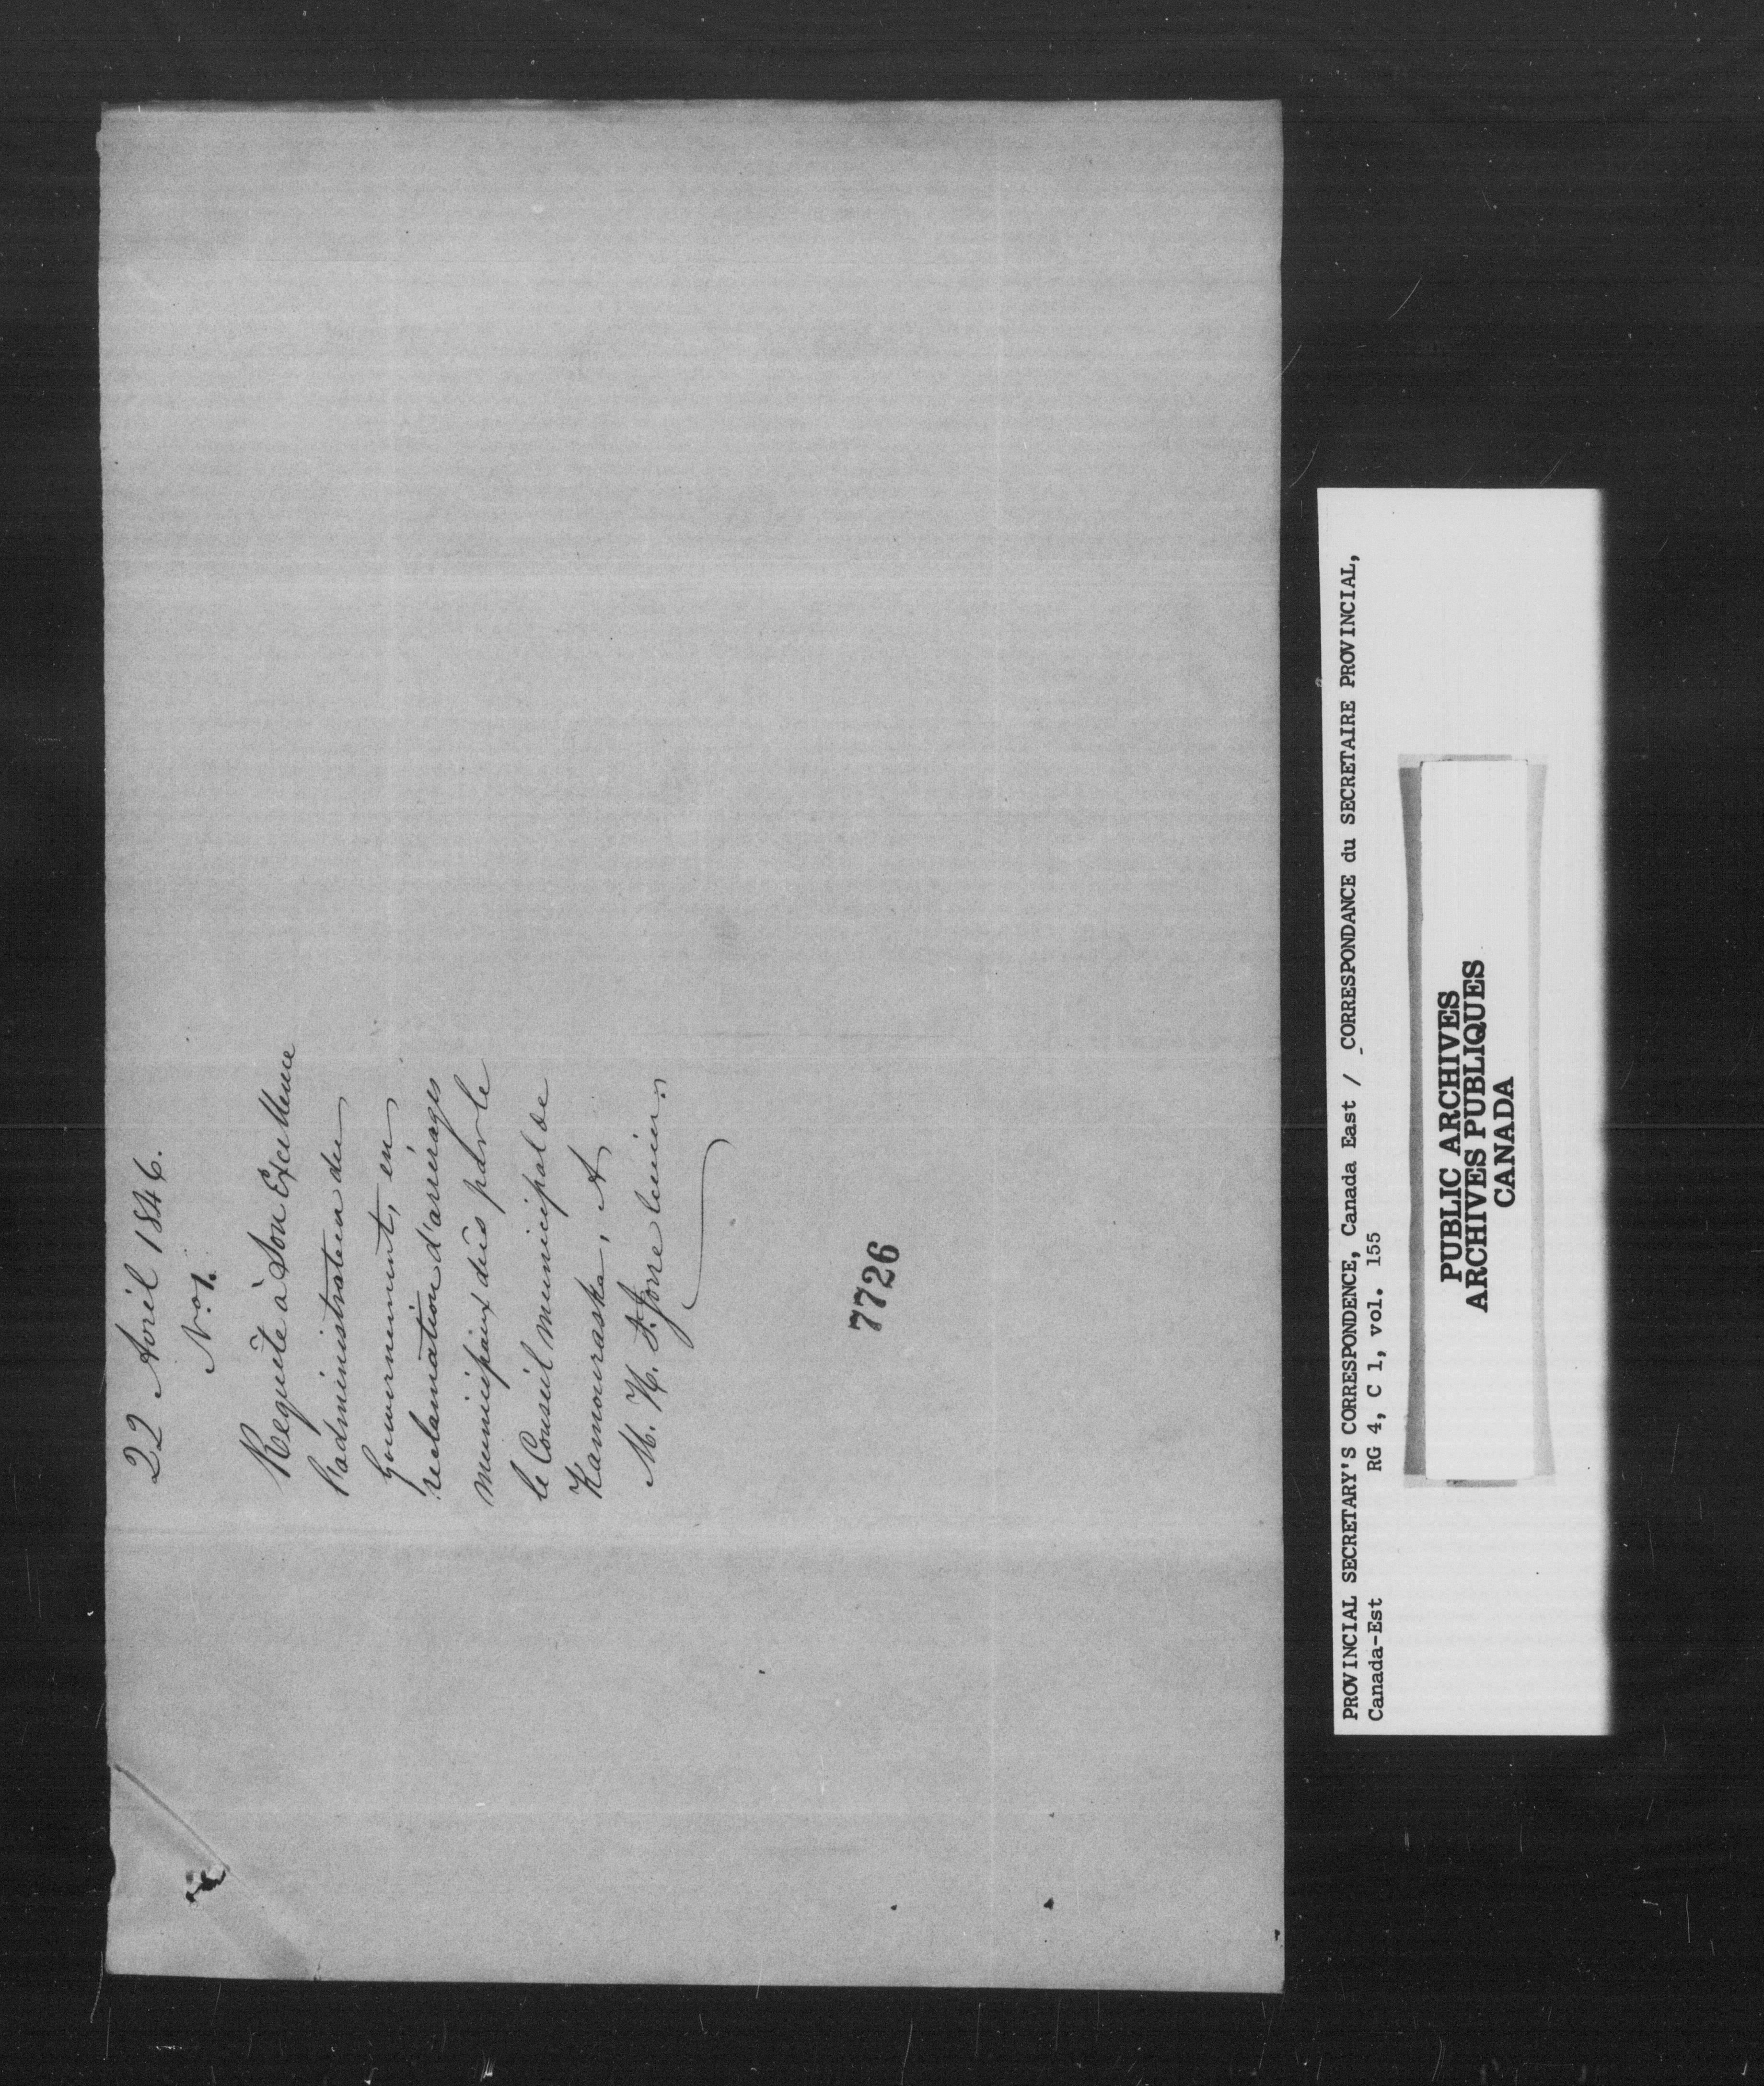 22 Avril 1846.
No. 1.
Requête à Son Excellence
l'administrateur du
Gouvernement, en
réclamation d'arrérages
municipaux dûs par le
le Conseil municipal de
Kamouraska, A
M. H.
7726
PROVINCIAL SECRETARY'S CORRESPONDENCE, Canada East / CORRESPONDANCE du SECRETAIRE PROVINCIAL,
Canada-Est RG 4, C 1, vol. 155
PUBLIC ARCHIVES
ARCHIVES PUBLIQUES
CANADA